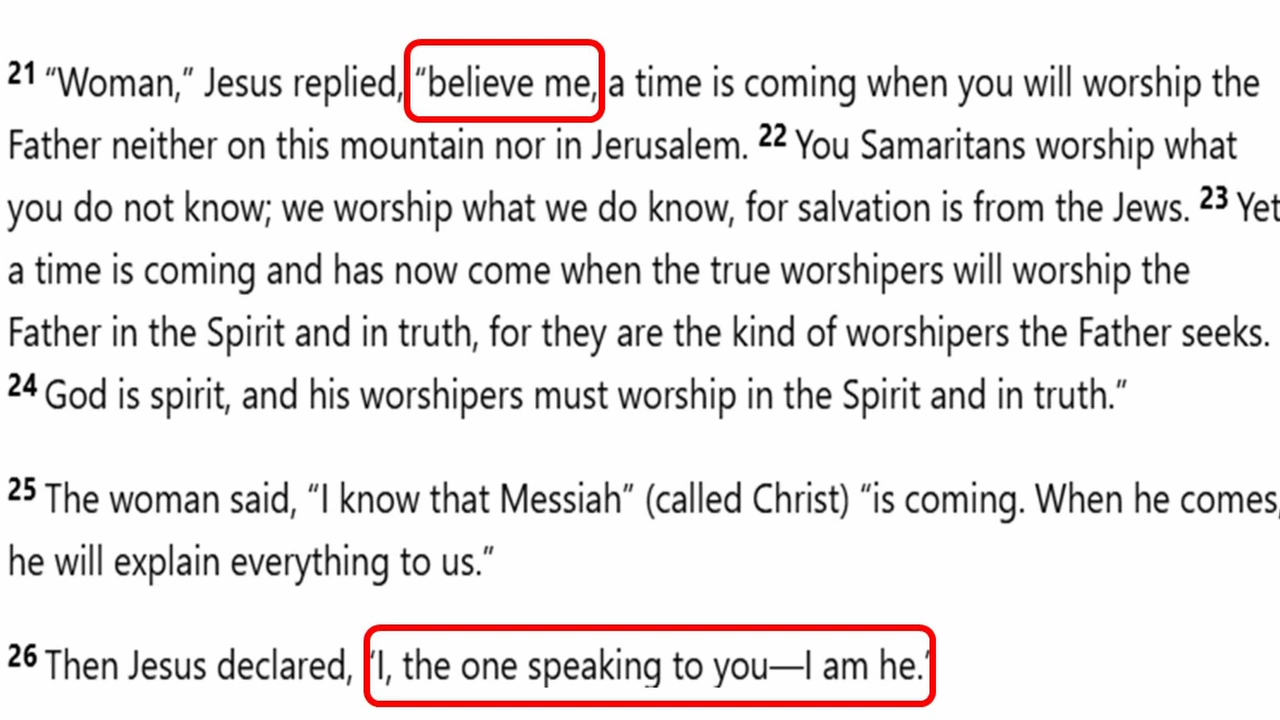 21 “Woman,” Jesus replied, “believe me, a time is coming when you will worship the
Father neither on this mountain nor in Jerusalem. 22 You Samaritans worship what
you do not know; we worship what we do know, for salvation is from the Jews. 23 Yet
a time is coming and has now come when the true worshipers will worship the
Father in the Spirit and in truth, for they are the kind of worshipers the Father seeks.
24 God is spirit, and his worshipers must worship in the Spirit and in truth.”
25 The woman said, “I know that Messiah” (called Christ) “is coming. When he comes,
he will explain everything to us.”
26 Then Jesus declared, “I, the one speaking to you—I am he.”